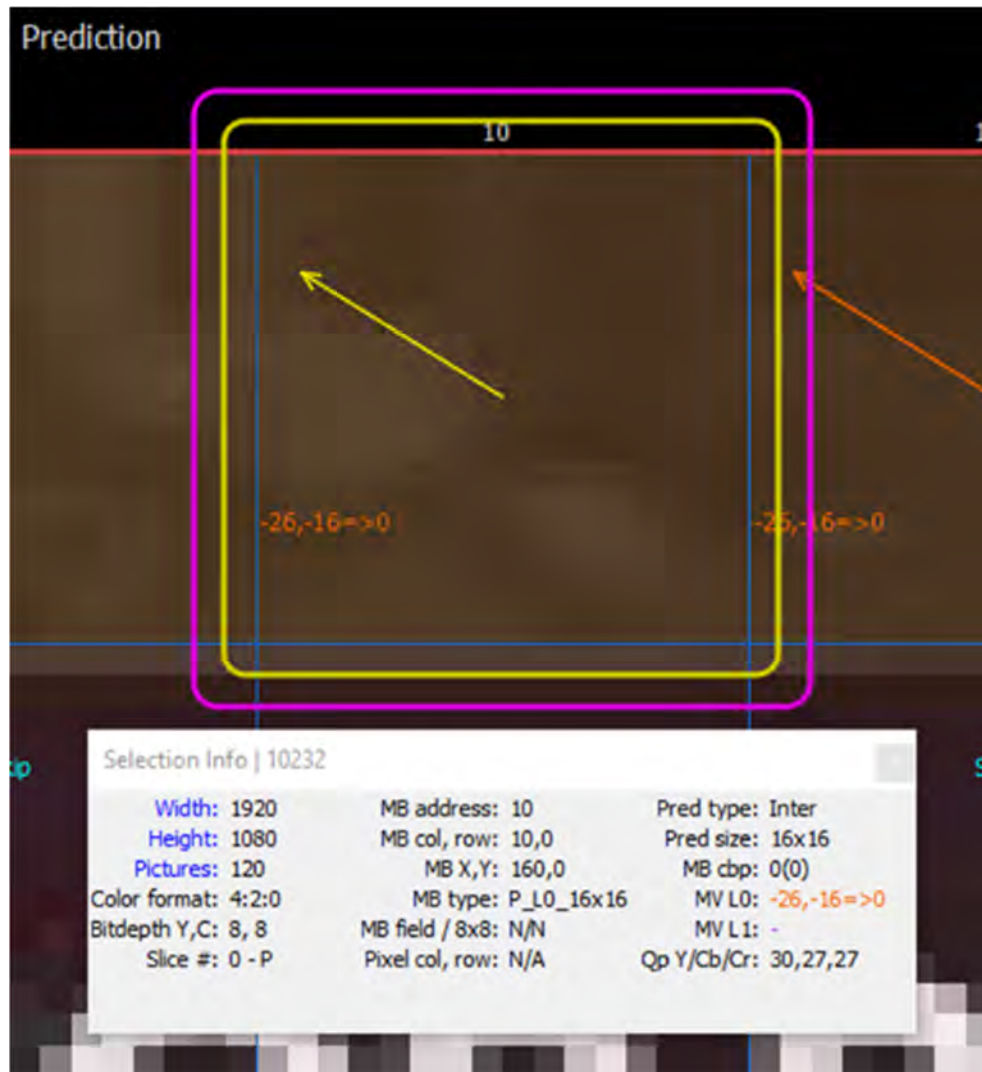 Prediction
10
-26,-16=>0
-26,-16=>0
Selection Info | 10232
Width: 1920 MB address: 10 Pred type: Inter
Height: 1080 MB col, row: 10,0 Pred size: 16x16
Pictures: 120 MB X,Y: 160,0 MB cbp: 0(0)
Color format: 4:2:0 MB type: P_L0_16x16 MV L0: -26,-16=>0
Bitdepth Y,C: 8, 8 MB field / 8x8: N/N MV L1: -
Slice #: 0 - P Pixel col, row: N/A Qp Y/Cb/Cr: 30,27,27